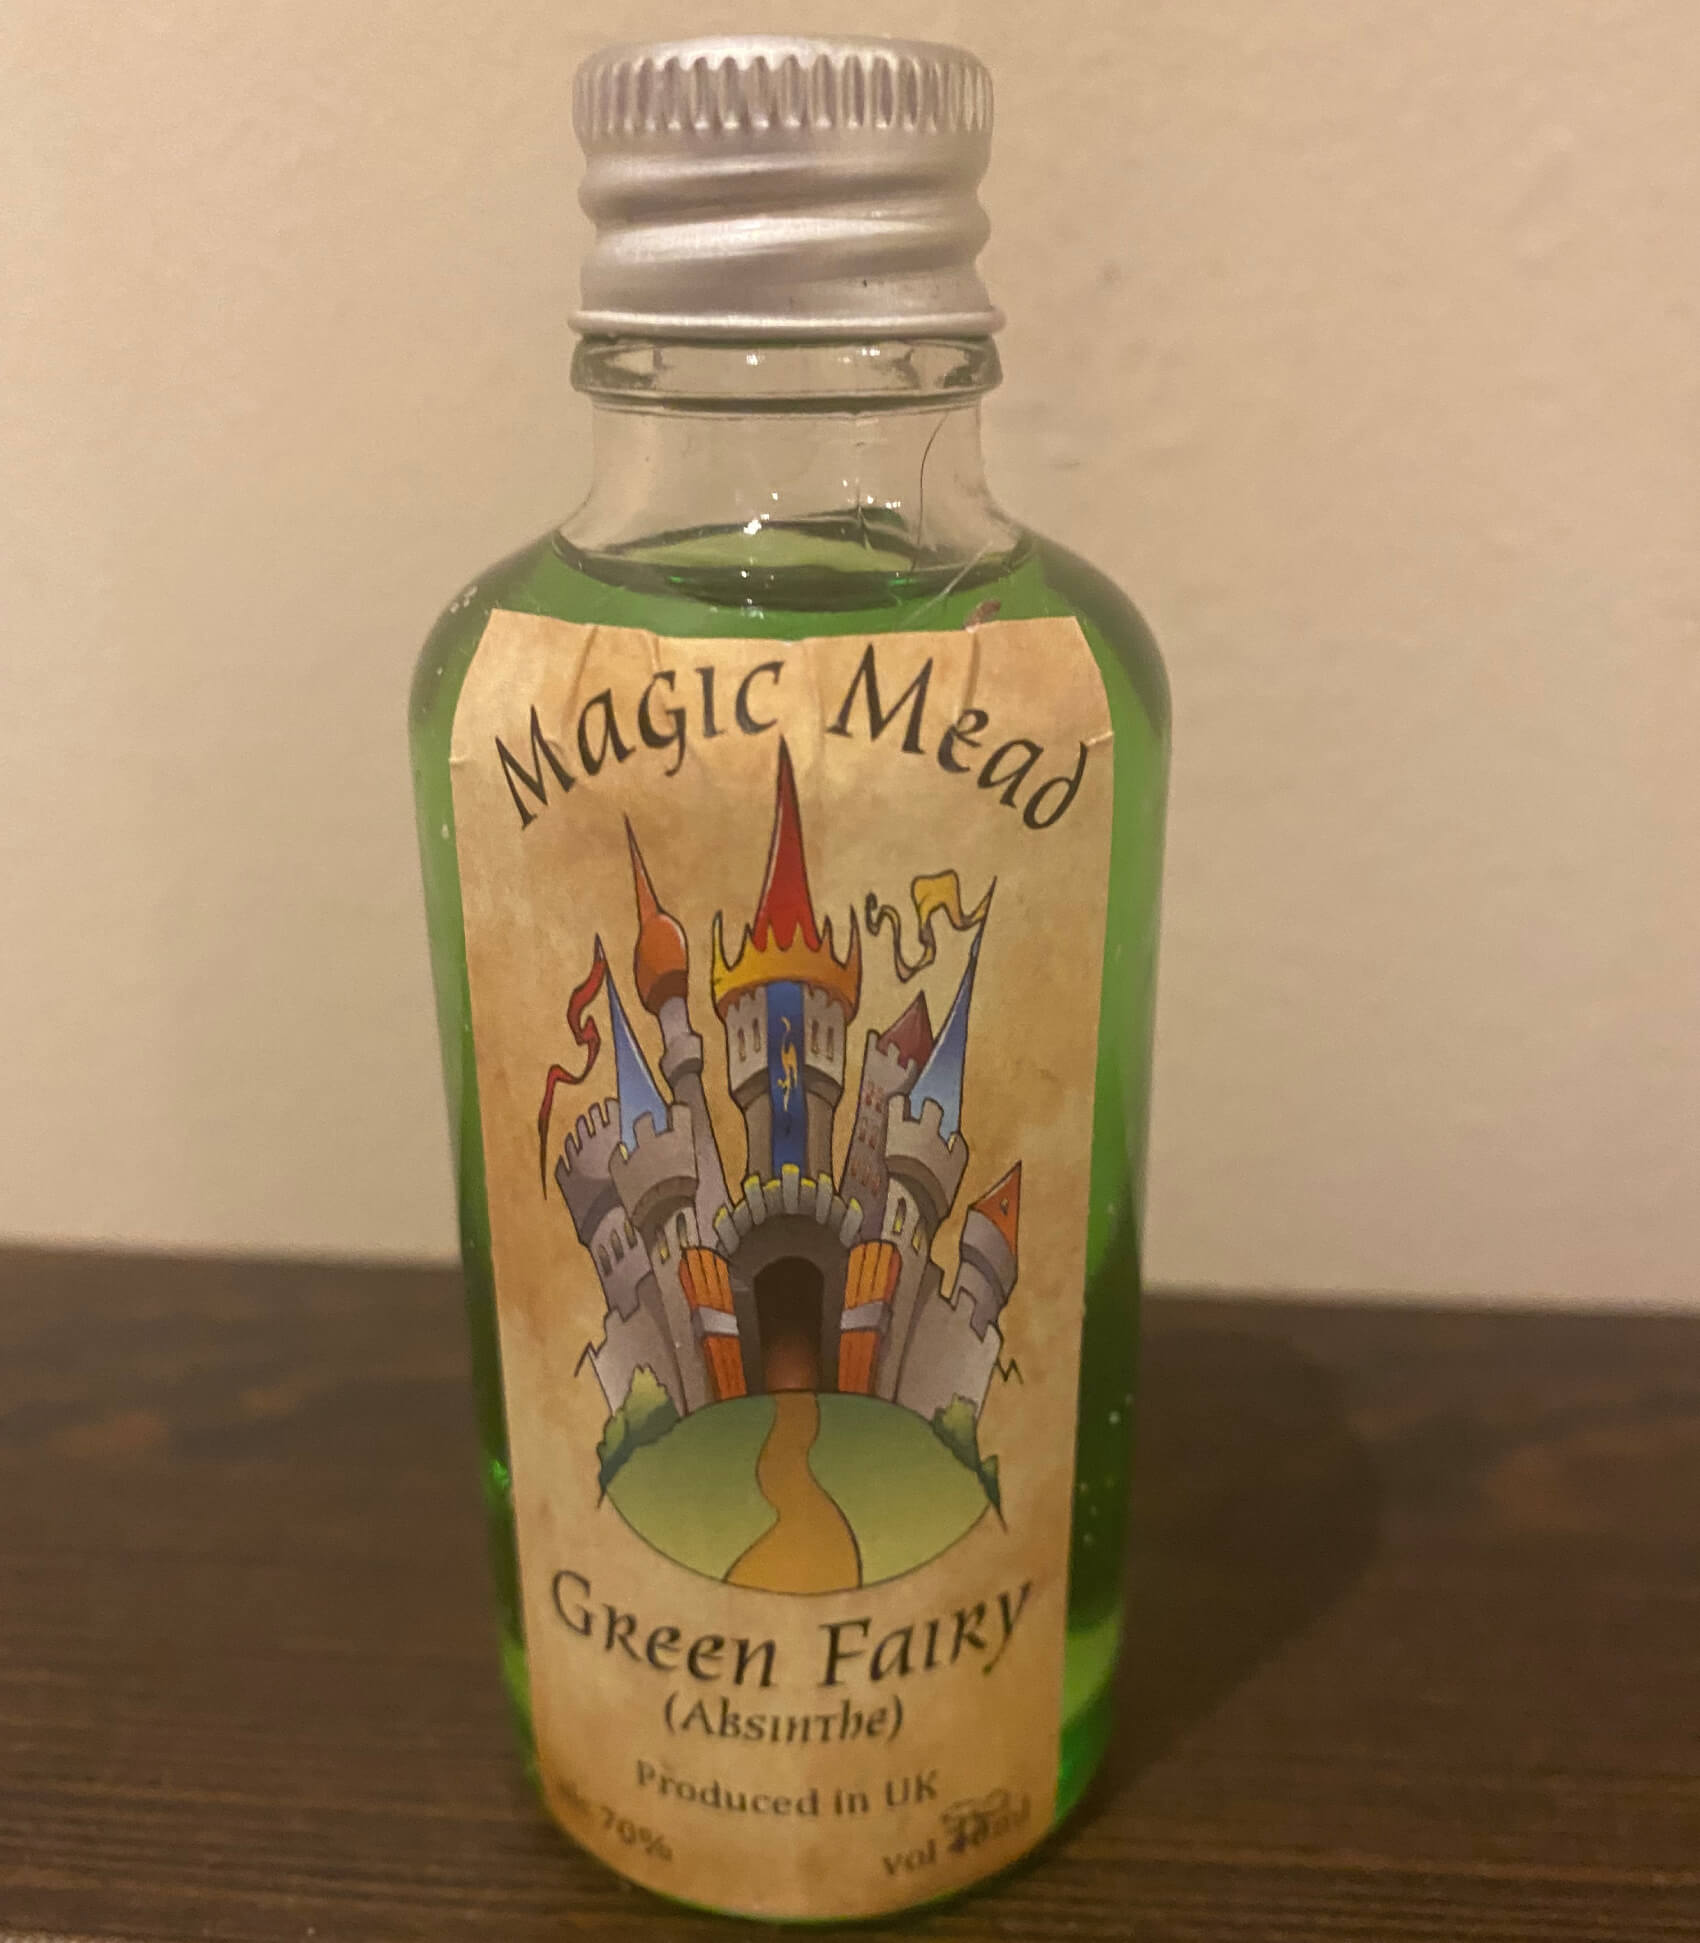 Magic Mead
Green Fairy
(Absinthe)
Produced in UK
70%
vol